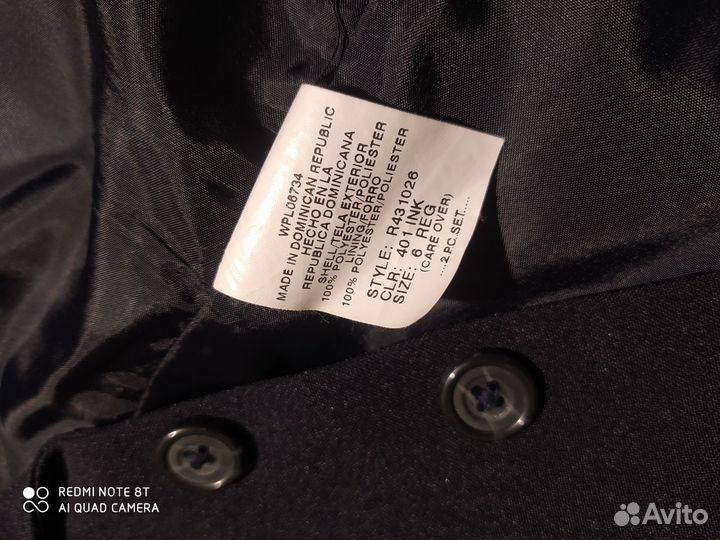 WPL06734
MADE IN DOMINICAN REPUBLIC
HECHO EN LA
REPUBLICA DOMINICANA
SHELL/TELA EXTERIOR
100% POLYESTER/POLIESTER
LINING/FORRO
100% POLYESTER/POLIESTER
STYLE: R431026
CLR: 401 INK
SIZE: 6 REG
(CARE OVER)
....2.PC.SET.....
REDMI NOTE 8T
AI QUAD CAMERA
Avito